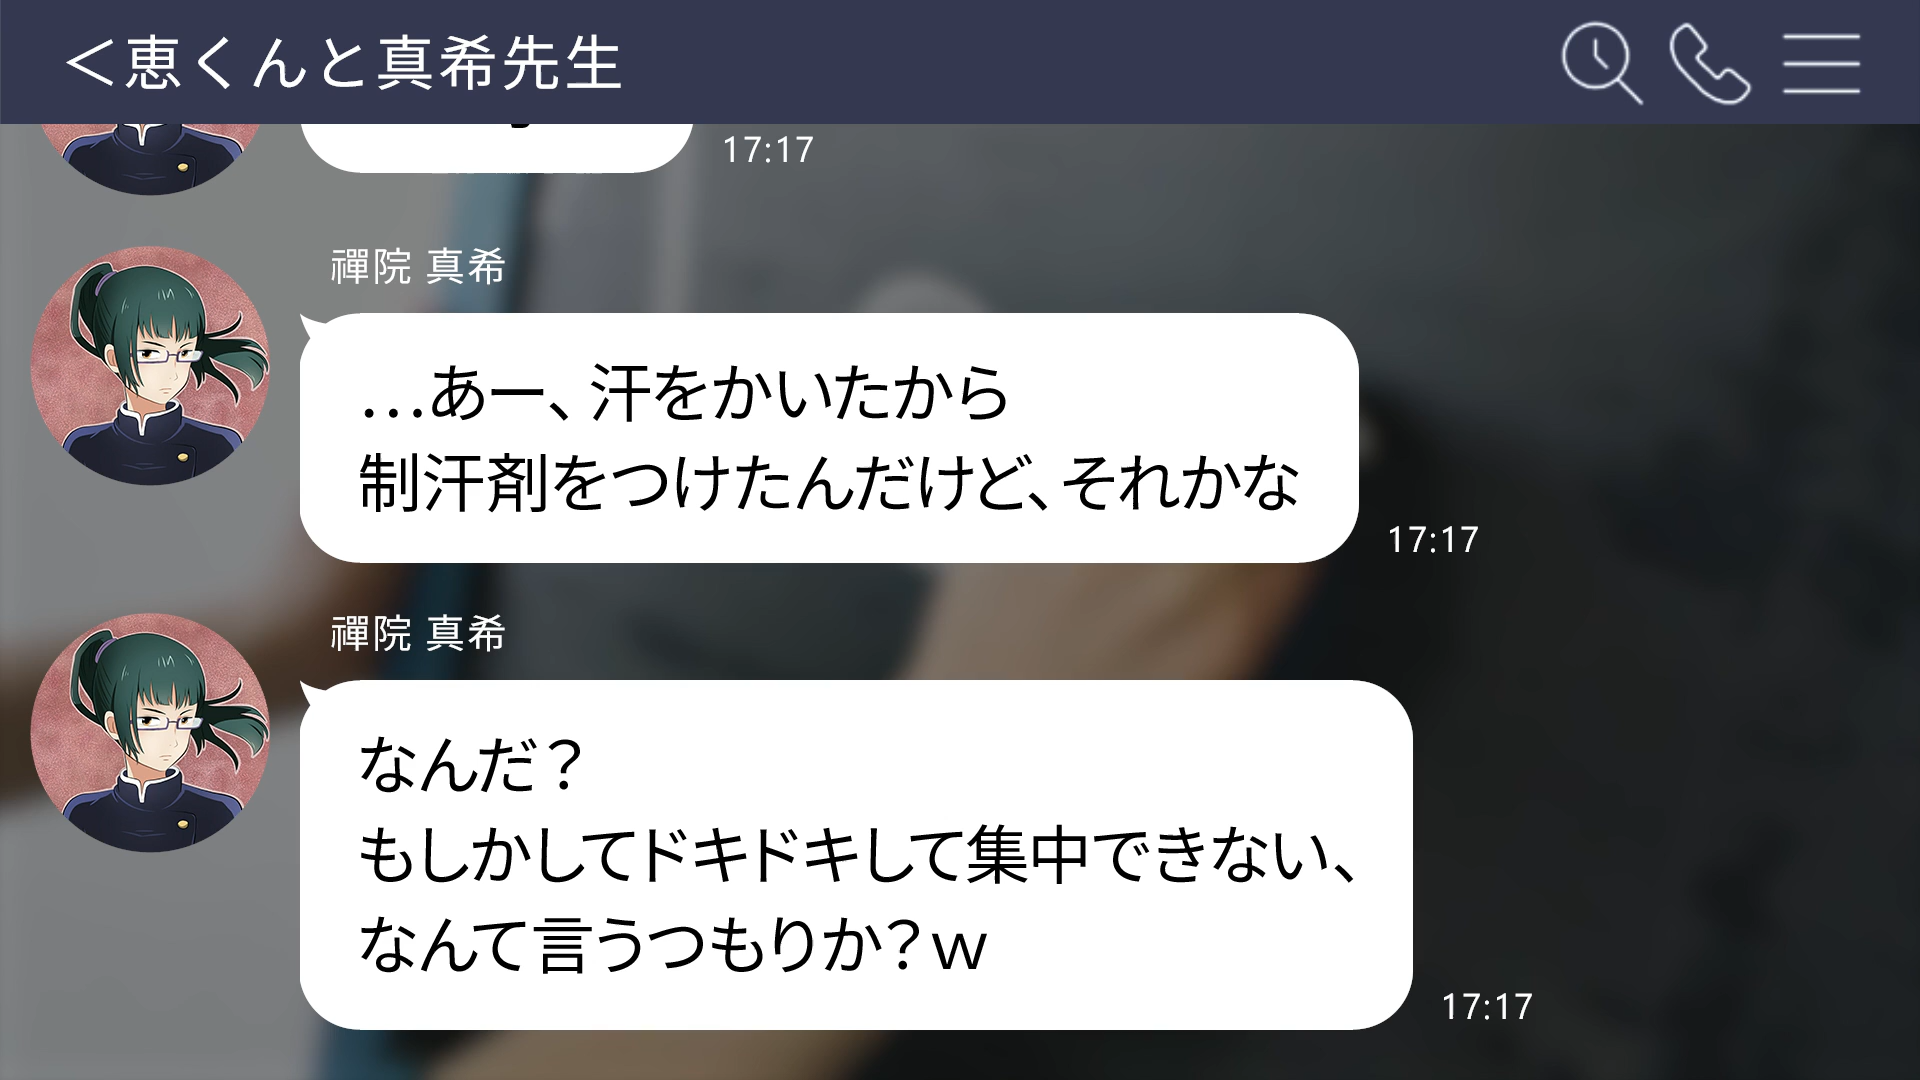 ＜恵くんと真希先生
17:17
禪院 真希
…あー、汗をかいたから
制汗剤をつけたんだけど、それかな
17:17
禪院 真希
なんだ？
もしかしてドキドキして集中できない、
なんて言うつもりか？ｗ
17:17